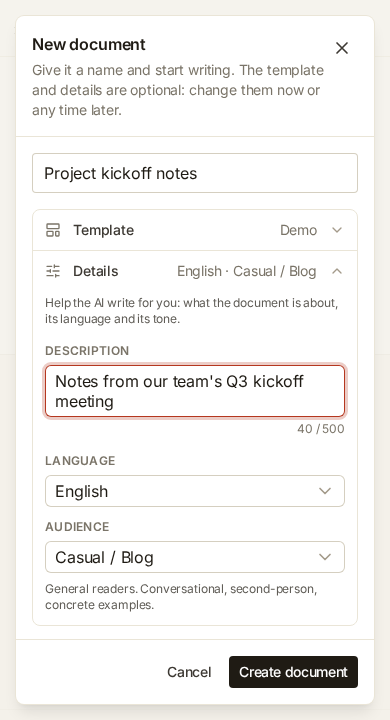 New document
Give it a name and start writing. The template
and details are optional: change them now or
any time later.
Project kickoff notes
Template
Demo
Details
English · Casual / Blog
Help the AI write for you: what the document is about,
its language and its tone.
DESCRIPTION
Notes from our team's Q3 kickoff
meeting
40 / 500
LANGUAGE
English
AUDIENCE
Casual / Blog
General readers. Conversational, second-person,
concrete examples.
Cancel
Create document